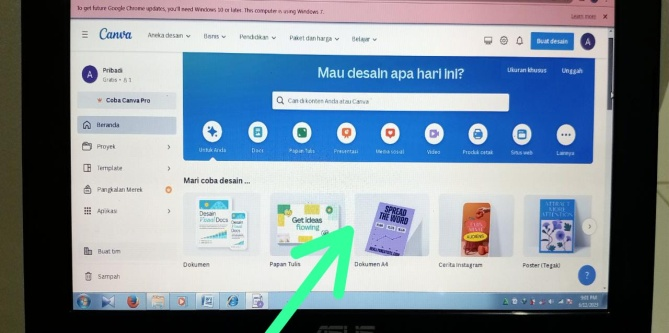 To get future Google Chrome updates, you'll need Windows 10 or later. This computer is using Windows 7.
Learn more
Canva
Aneka desain
Bisnis
Pendidikan
Paket dan harga
Belajar
Buat desain
A
A
Pribadi
Gratis •
Coba Canva Pro
Beranda
Proyek
Template
Pangkalan Merek
Aplikasi
Buat tim
Sampah
Mau desain apa hari ini?
Ukuran khusus
Unggah
Cari di konten Anda atau Canva
Untuk Anda
Docs
Papan Tulis
Presentasi
Media sosial
Video
Produk cetak
Situs web
Lainnya
Mari coba desain ...
Desain
Docs
Get ideas
flowing
SPREAD
THE WORD
ATTRACT
MORE
ATTENTION
Dokumen
Papan Tulis
Dokumen A4
Cerita Instagram
Poster (Tegak)
?
ASUS